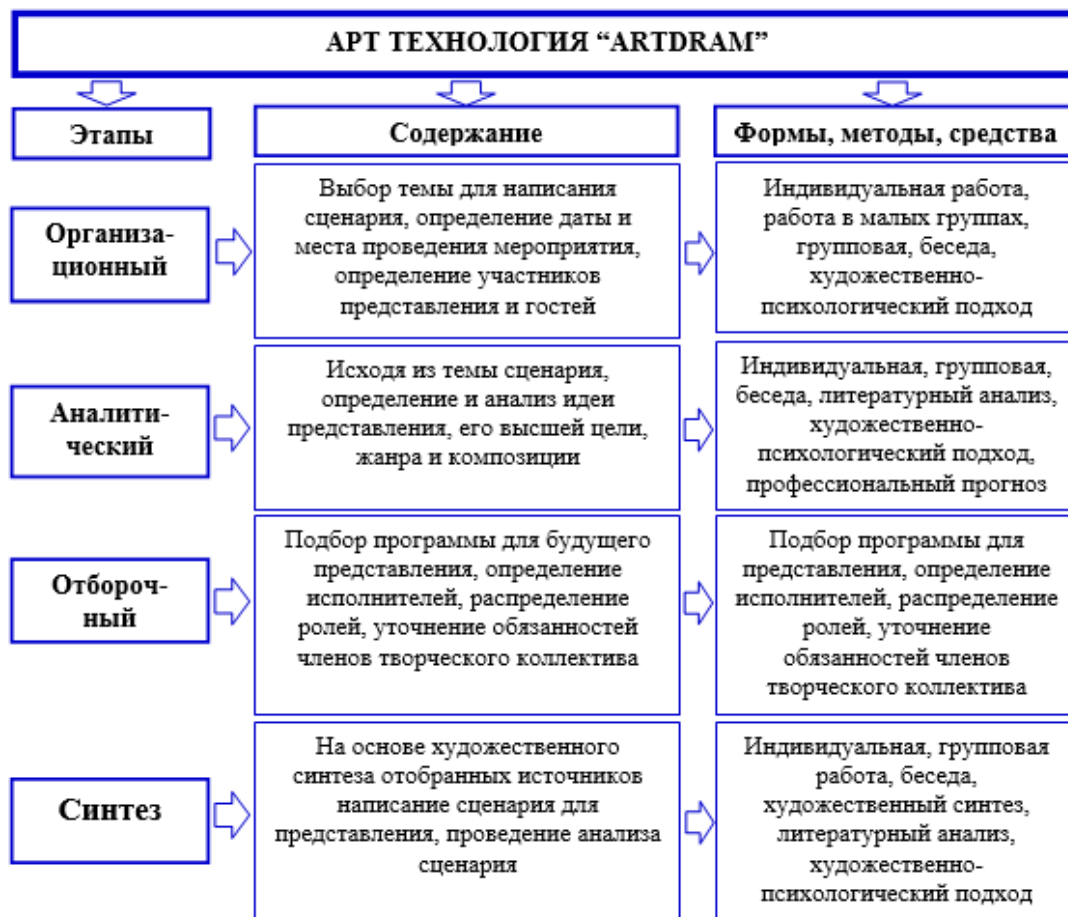 АРТ ТЕХНОЛОГИЯ “ARTDRAM”
Этапы
Содержание
Формы, методы, средства
Организа-
ционный
Выбор темы для написания
сценария, определение даты и
места проведения мероприятия,
определение участников
представления и гостей
Индивидуальная работа,
работа в малых группах,
групповая, беседа,
художественно-
психологический подход
Аналити-
ческий
Исходя из темы сценария,
определение и анализ идеи
представления, его высшей цели,
жанра и композиции
Индивидуальная, групповая,
беседа, литературный анализ,
художественно-
психологический подход,
профессиональный прогноз
Отбороч-
ный
Подбор программы для будущего
представления, определение
исполнителей, распределение
ролей, уточнение обязанностей
членов творческого коллектива
Подбор программы для
представления, определение
исполнителей, распределение
ролей, уточнение
обязанностей членов
творческого коллектива
Синтез
На основе художественного
синтеза отобранных источников
написание сценария для
представления, проведение анализа
сценария
Индивидуальная, групповая
работа, беседа,
художественный синтез,
литературный анализ,
художественно-
психологический подход